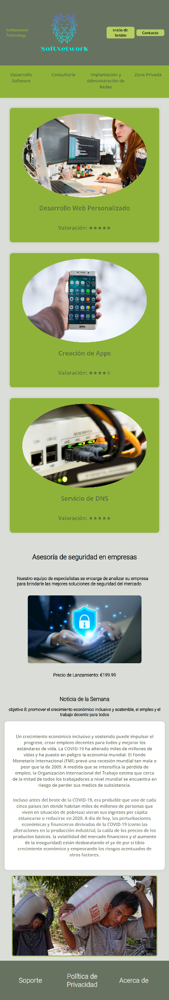 SoftNetwork
Technology
SoftNetwork
Inicio de
Sesión
Contacto
Desarrollo
Software
Consultoria
Implantación y
Administración de
Redes
Zona Privada
Desarrollo Web Personalizado
Valoración: ★★★★★
Creación de Apps
Valoración: ★★★★☆
10/100/1000 PCI-E
COM
USB 2.0
eth0
eth1
eth2
Servicio de DNS
Valoración: ★★★★★
Asesoría de seguridad en empresas
Nuestro equipo de especialistas se encarga de analizar su empresa
para brindarle las mejores soluciones de seguridad del mercado
Precio de Lanzamiento: €199.99
Noticia de la Semana
objetivo 8: promover el crecimiento económico inclusivo y sostenible, el empleo y el
trabajo decente para todos
Un crecimiento económico inclusivo y sostenido puede impulsar el
progreso, crear empleos decentes para todos y mejorar los
estándares de vida. La COVID-19 ha alterado miles de millones de
vidas y ha puesto en peligro la economía mundial. El Fondo
Monetario Internacional (FMI) prevé una recesión mundial tan mala o
peor que la de 2009. A medida que se intensifica la pérdida de
empleo, la Organización Internacional del Trabajo estima que cerca
de la mitad de todos los trabajadores a nivel mundial se encuentra en
riesgo de perder sus medios de subsistencia.
Incluso antes del brote de la COVID-19, era probable que uno de cada
cinco países (en donde habitan miles de millones de personas que
viven en situación de pobreza) vieran sus ingresos per cápita
estancarse o reducirse en 2020. A día de hoy, las perturbaciones
económicas y financieras derivadas de la COVID-19 (como las
alteraciones en la producción industrial, la caída de los precios de los
productos básicos, la volatilidad del mercado financiero y el aumento
de la inseguridad) están desbaratando el ya de por sí tibio
crecimiento económico y empeorando los riesgos acentuados de
otros factores.
Soporte
Política de
Privacidad
Acerca de